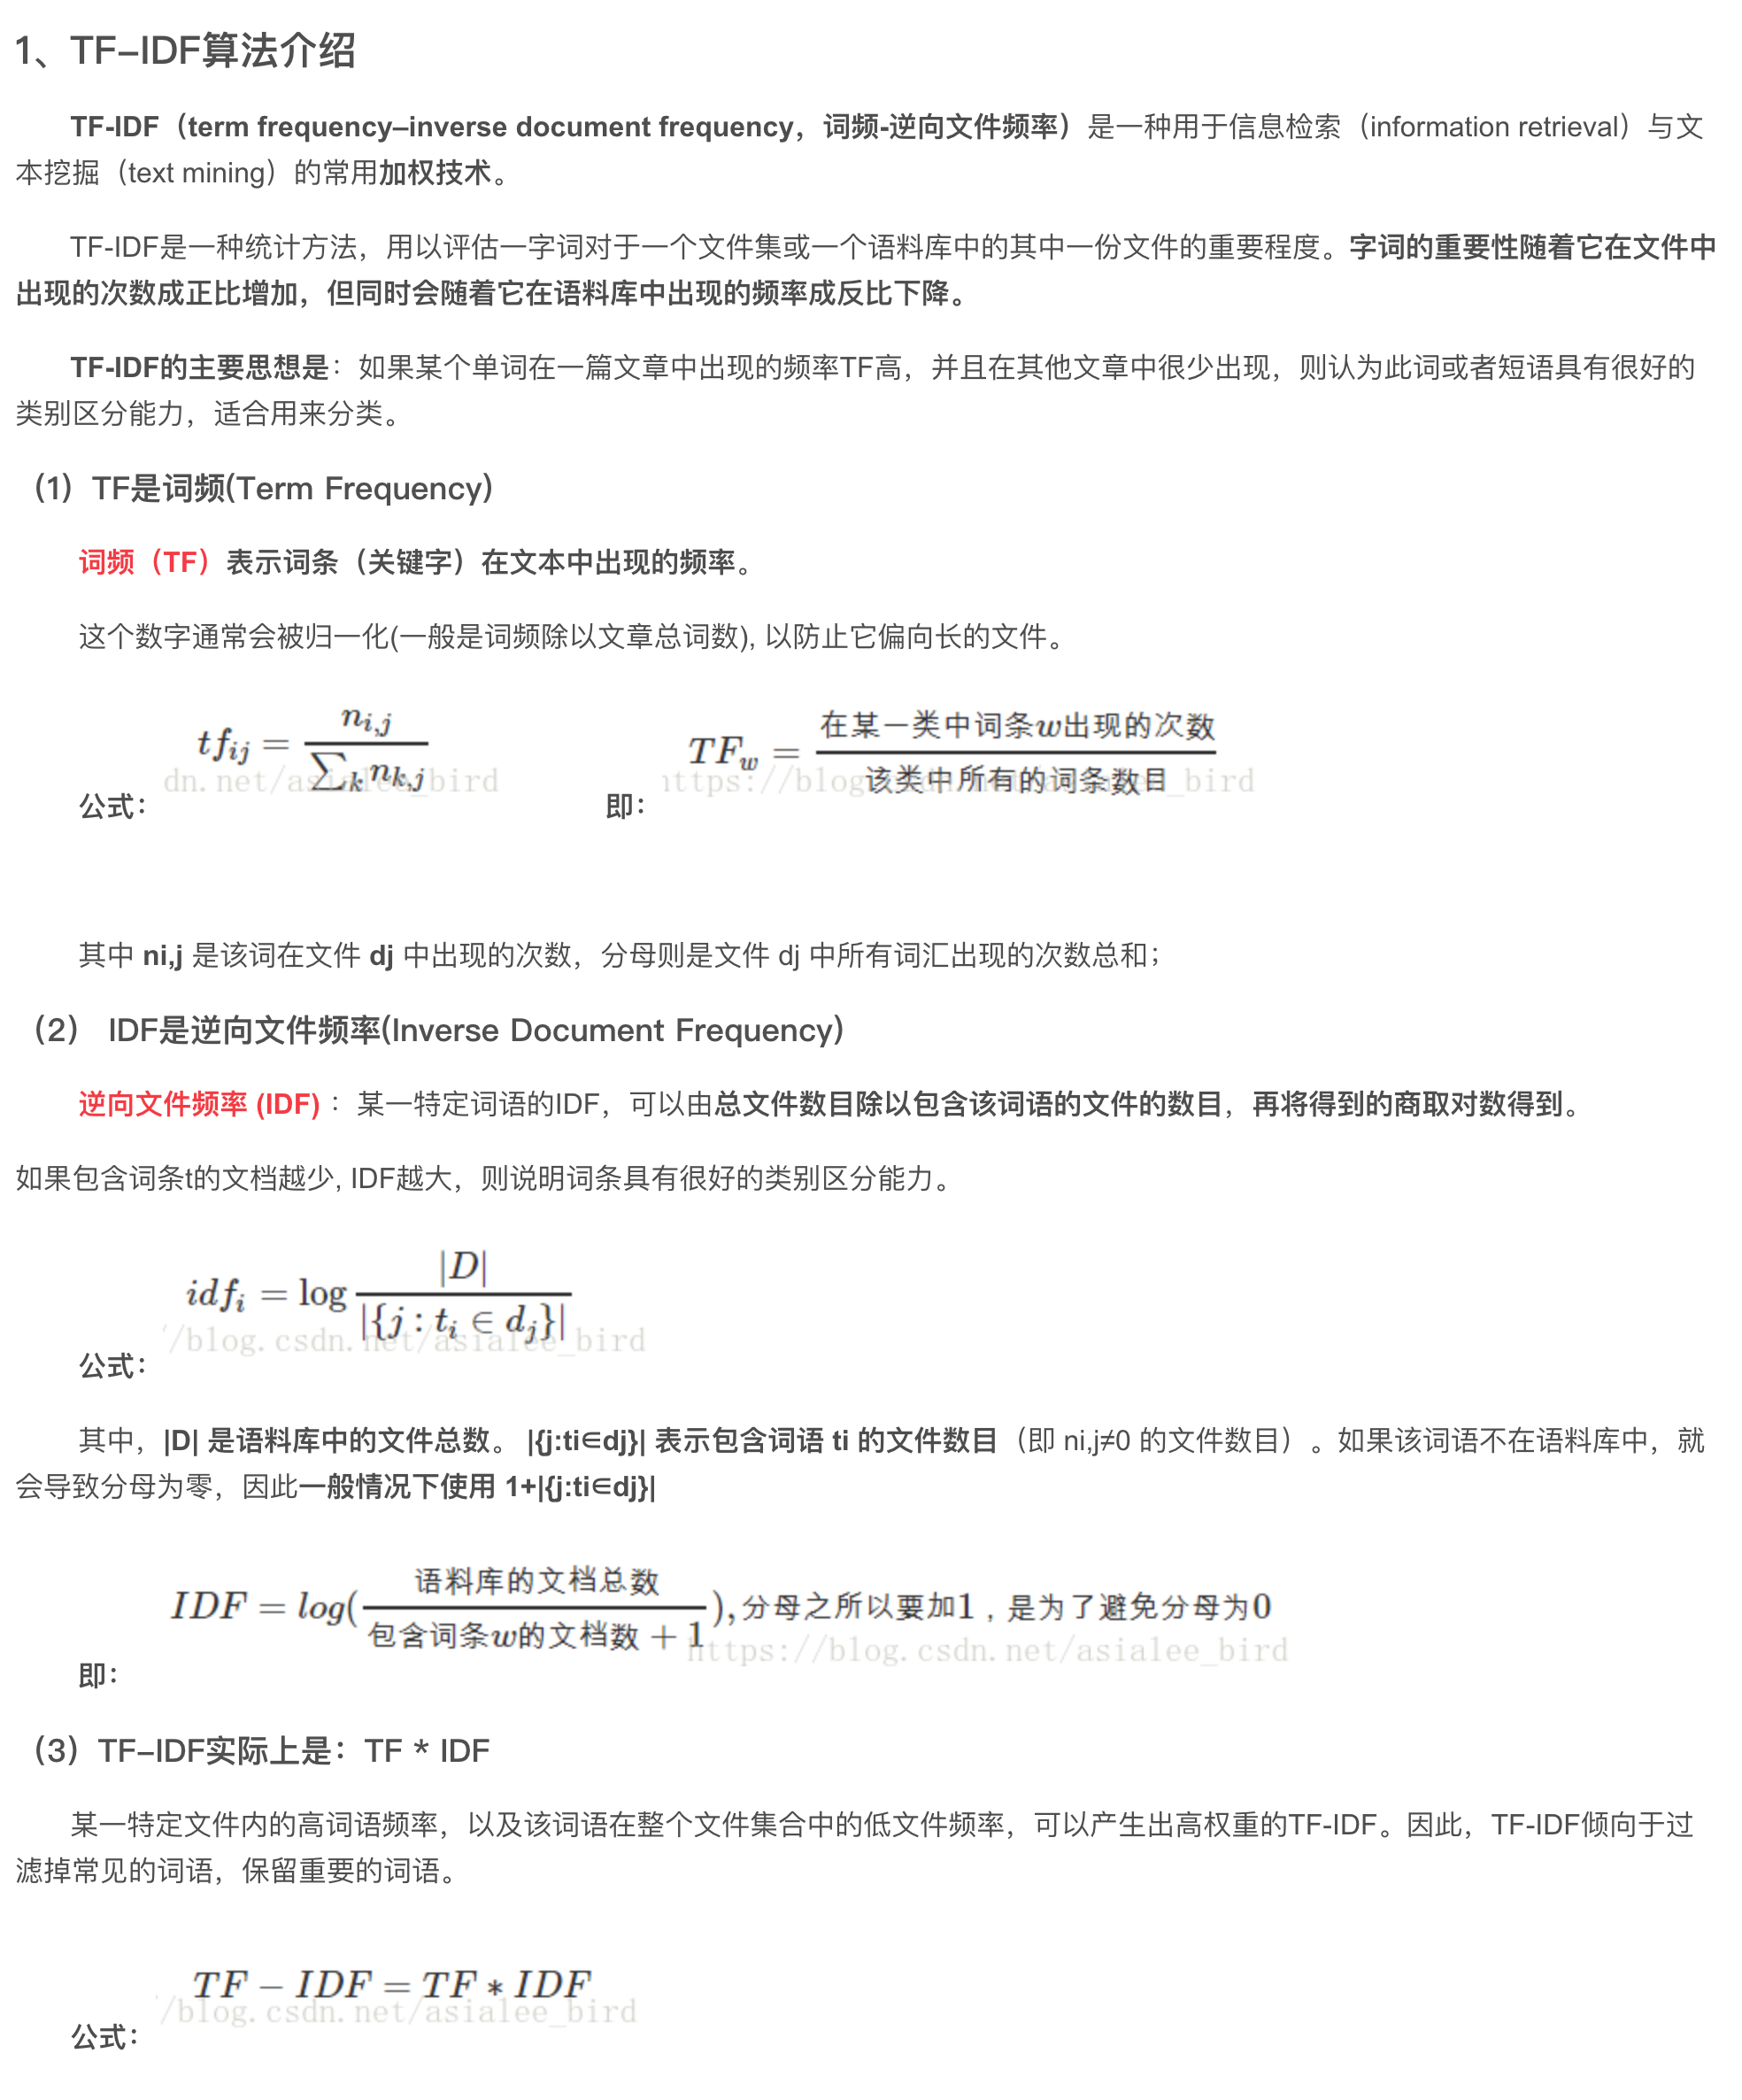 1、TF–IDF算法介绍
TF-IDF（term frequency–inverse document frequency，词频-逆向文件频率）是一种用于信息检索（information retrieval）与文
本挖掘（text mining）的常用加权技术。
TF-IDF是一种统计方法，用以评估一字词对于一个文件集或一个语料库中的其中一份文件的重要程度。字词的重要性随着它在文件中
出现的次数成正比增加，但同时会随着它在语料库中出现的频率成反比下降。
TF-IDF的主要思想是：如果某个单词在一篇文章中出现的频率TF高，并且在其他文章中很少出现，则认为此词或者短语具有很好的
类别区分能力，适合用来分类。
（1）TF是词频(Term Frequency)
词频（TF）表示词条（关键字）在文本中出现的频率。
这个数字通常会被归一化(一般是词频除以文章总词数), 以防止它偏向长的文件。
公式： tf_{ij} = \frac{n_{i,j}}{\sum_k n_{k,j}} 即： TF_w = \frac{在某一类中词条w出现的次数}{该类中所有的词条数目}
dn.net/asialee_bird https://blog.csdn.net/asialee_bird
其中 ni,j 是该词在文件 dj 中出现的次数，分母则是文件 dj 中所有词汇出现的次数总和；
（2） IDF是逆向文件频率(Inverse Document Frequency)
逆向文件频率 (IDF) ：某一特定词语的IDF，可以由总文件数目除以包含该词语的文件的数目，再将得到的商取对数得到。
如果包含词条t的文档越少, IDF越大，则说明词条具有很好的类别区分能力。
公式： idf_i = \log \frac{|D|}{|\{j : t_i \in d_j\}|}
//blog.csdn.net/asialee_bird
其中，|D| 是语料库中的文件总数。 |{j:ti∈dj}| 表示包含词语 ti 的文件数目（即 ni,j≠0 的文件数目）。如果该词语不在语料库中，就
会导致分母为零，因此一般情况下使用 1+|{j:ti∈dj}|
即： IDF = log(\frac{语料库的文档总数}{包含词条w的文档数 + 1}), 分母之所以要加1，是为了避免分母为0
https://blog.csdn.net/asialee_bird
（3）TF–IDF实际上是：TF * IDF
某一特定文件内的高词语频率，以及该词语在整个文件集合中的低文件频率，可以产生出高权重的TF-IDF。因此，TF-IDF倾向于过
滤掉常见的词语，保留重要的词语。
公式： TF − IDF = TF ∗ IDF
//blog.csdn.net/asialee_bird